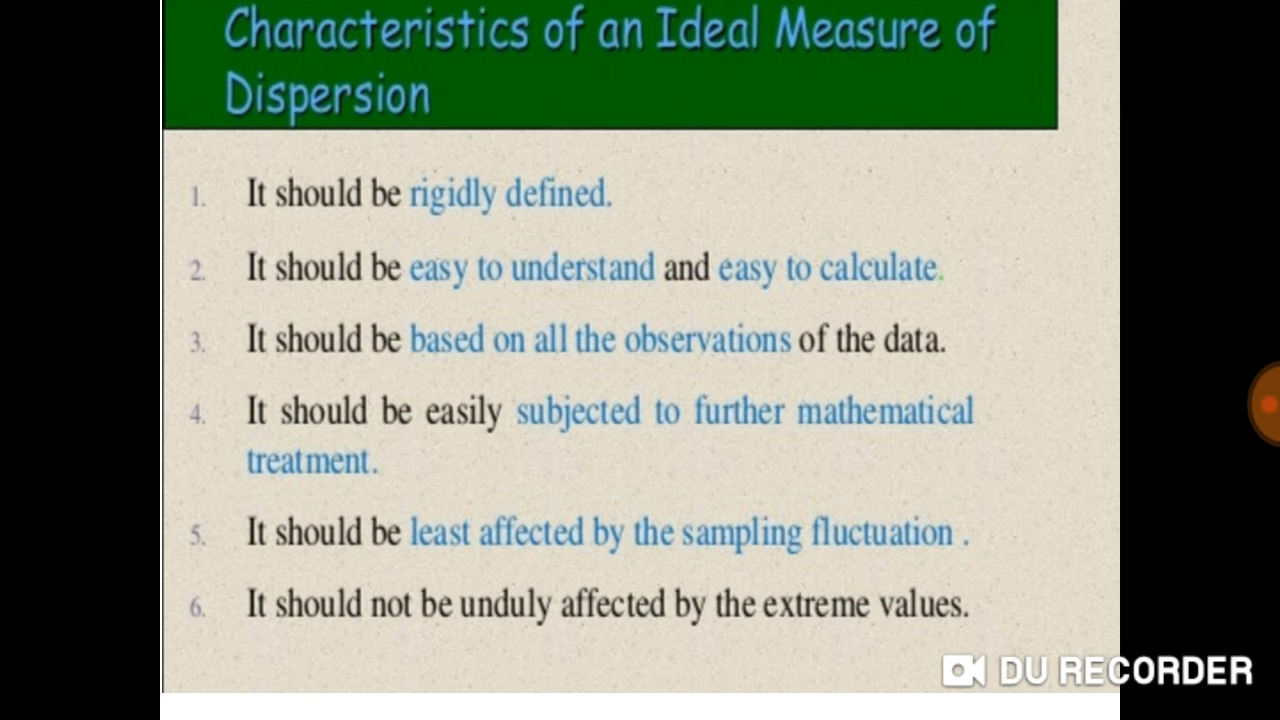 Characteristics of an Ideal Measure of
Dispersion
1. It should be rigidly defined.
2. It should be easy to understand and easy to calculate.
3. It should be based on all the observations of the data.
4. It should be easily subjected to further mathematical
treatment.
5. It should be least affected by the sampling fluctuation .
6. It should not be unduly affected by the extreme values.
DU RECORDER